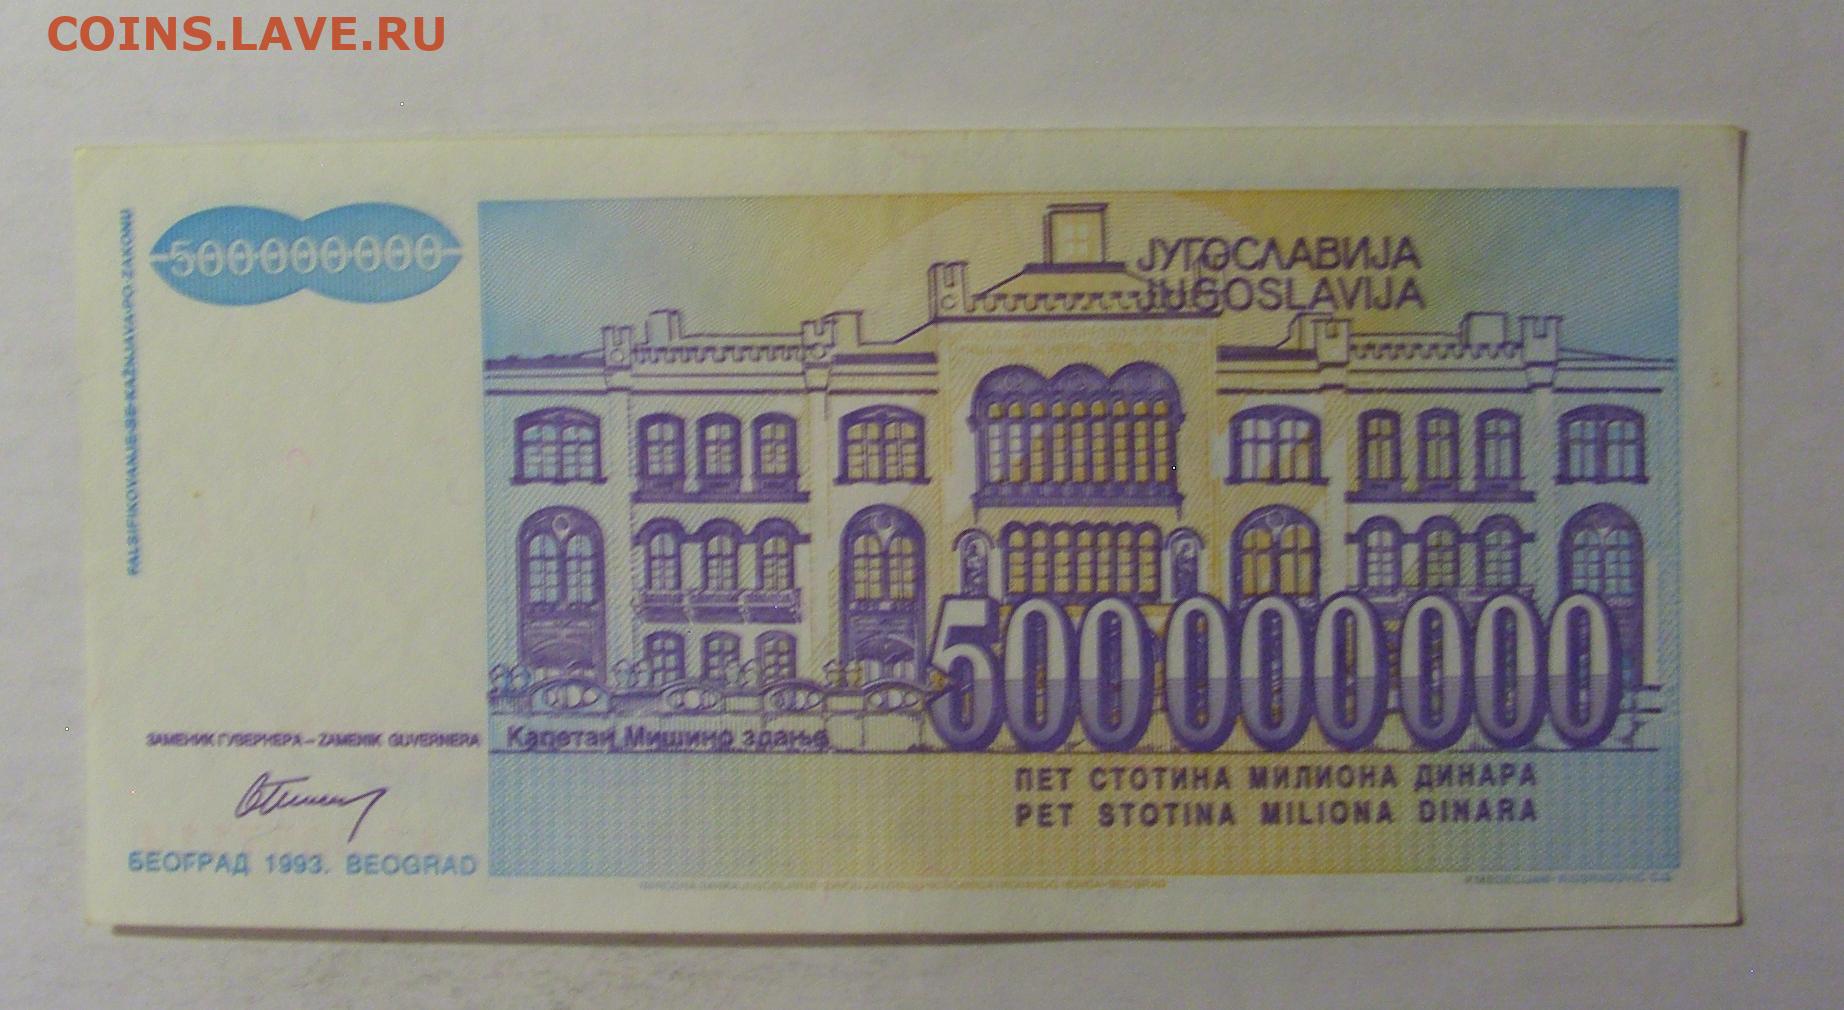 COINS.LAVE.RU
FALSIFIKOVANJE·SE·KAŽNJAVA·PO·ZAKONU
500000000
ЈУГОСЛАВИЈА
JUGOSLAVIJA
500000000
ЗАМЕНИК ГУВЕРНЕРА – ZAMENIK GUVERNERA
Капетан Мишино здање
ПЕТ СТОТИНА МИЛИОНА ДИНАРА
PET STOTINA MILIONA DINARA
БЕОГРАД 1993. BEOGRAD